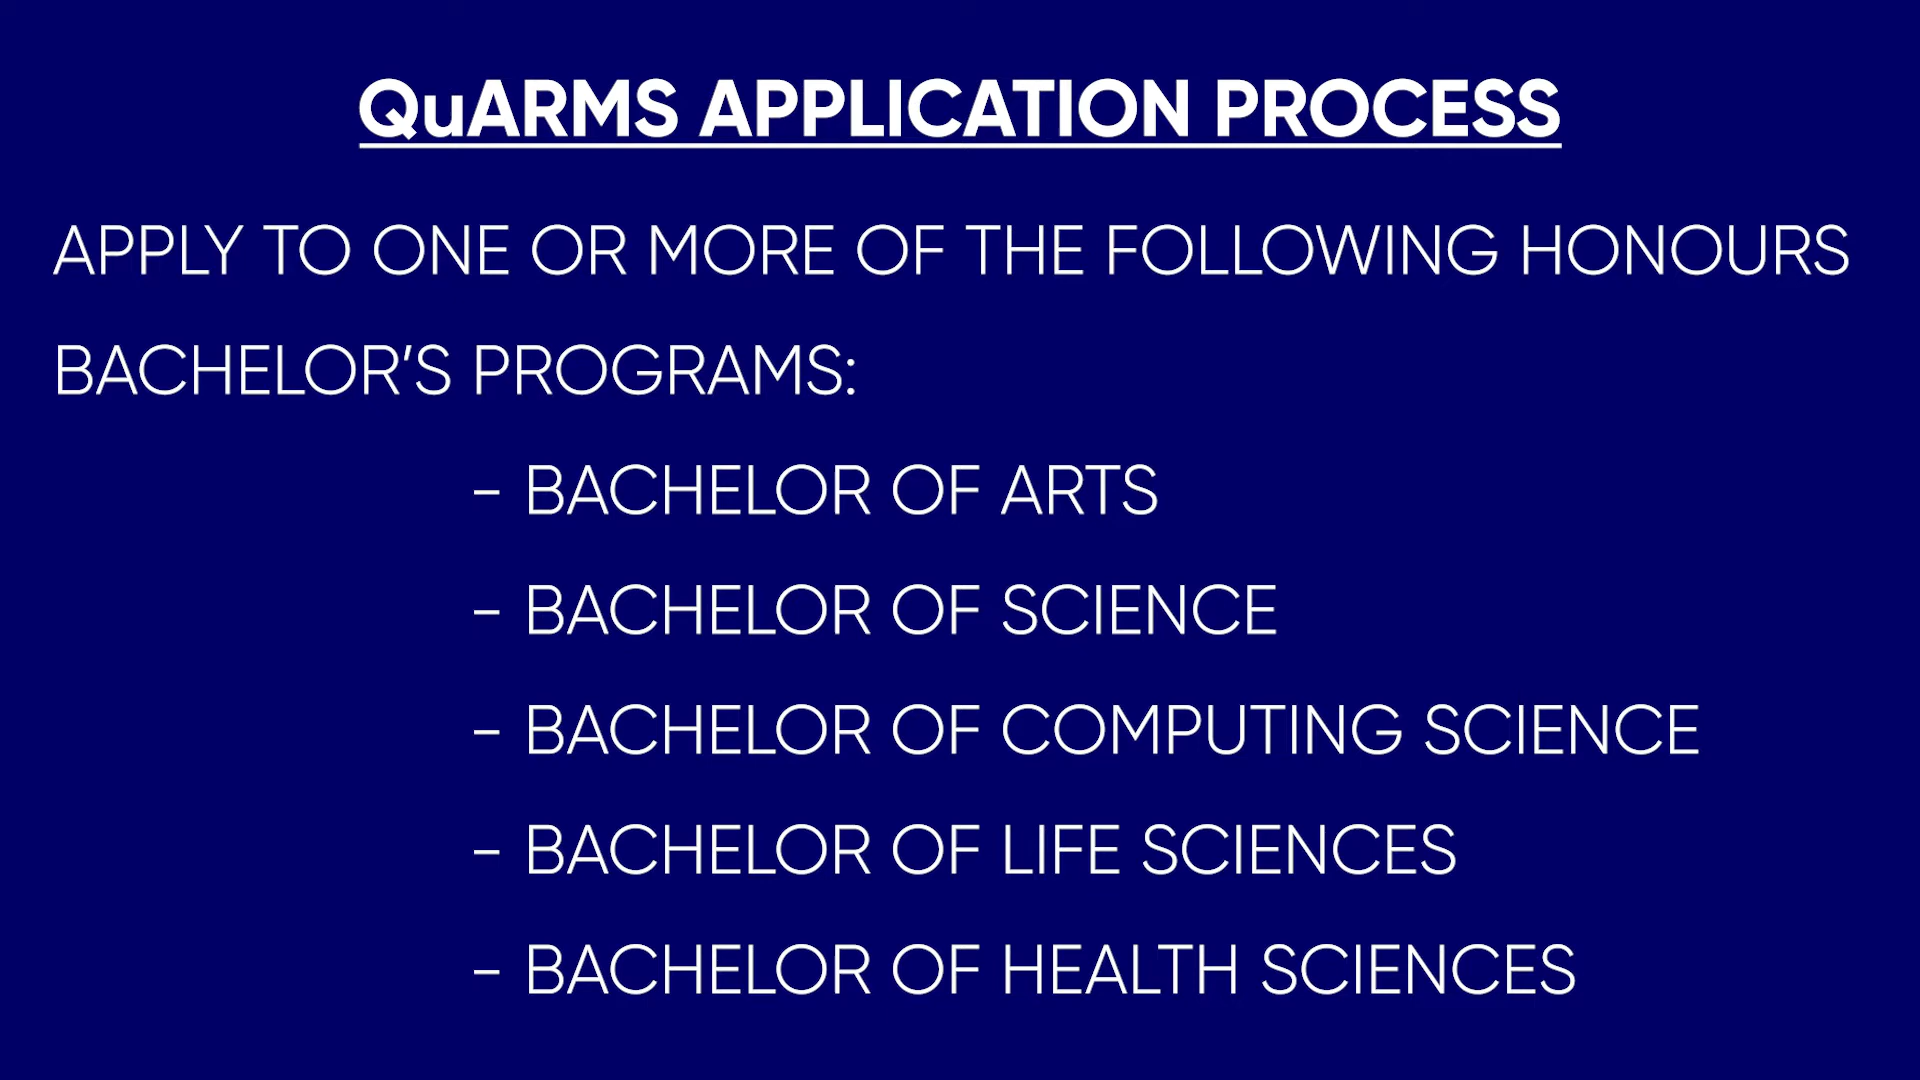 QuARMS APPLICATION PROCESS
APPLY TO ONE OR MORE OF THE FOLLOWING HONOURS
BACHELOR’S PROGRAMS:
- BACHELOR OF ARTS
- BACHELOR OF SCIENCE
- BACHELOR OF COMPUTING SCIENCE
- BACHELOR OF LIFE SCIENCES
- BACHELOR OF HEALTH SCIENCES